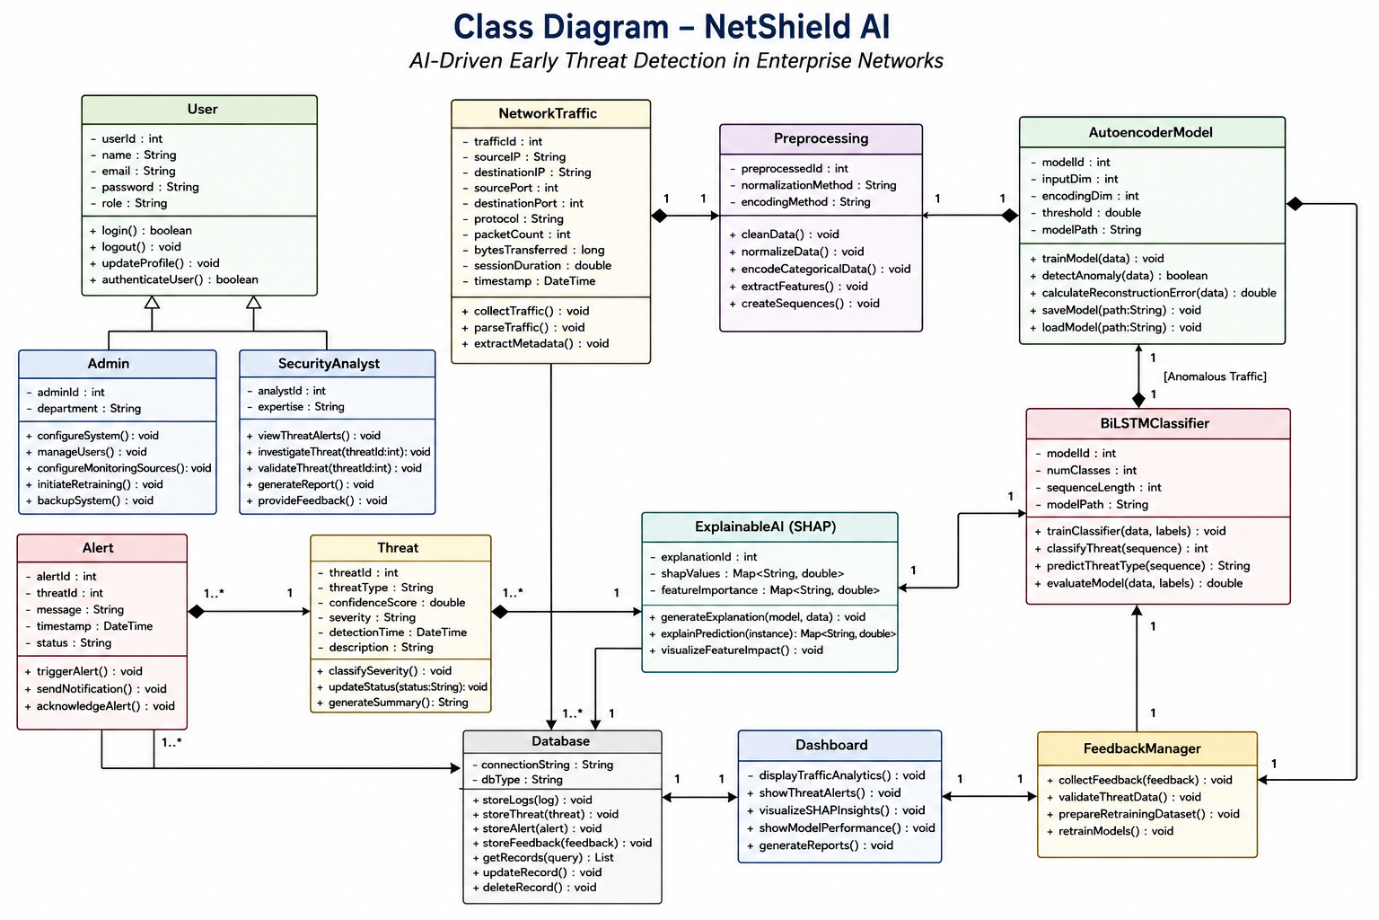 Class Diagram – NetShield AI
AI-Driven Early Threat Detection in Enterprise Networks
User
- userId : int
- name : String
- email : String
- password : String
- role : String
+ login() : boolean
+ logout() : void
+ updateProfile() : void
+ authenticateUser() : boolean
NetworkTraffic
- trafficId : int
- sourceIP : String
- destinationIP : String
- sourcePort : int
- destinationPort : int
- protocol : String
- packetCount : int
- bytesTransferred : long
- sessionDuration : double
- timestamp : DateTime
+ collectTraffic() : void
+ parseTraffic() : void
+ extractMetadata() : void
1
1
Preprocessing
- preprocessedId : int
- normalizationMethod : String
- encodingMethod : String
+ cleanData() : void
+ normalizeData() : void
+ encodeCategoricalData() : void
+ extractFeatures() : void
+ createSequences() : void
1
1
AutoencoderModel
- modelId : int
- inputDim : int
- encodingDim : int
- threshold : double
- modelPath : String
+ trainModel(data) : void
+ detectAnomaly(data) : boolean
+ calculateReconstructionError(data) : double
+ saveModel(path:String) : void
+ loadModel(path:String) : void
1
[Anomalous Traffic]
1
Admin
- adminId : int
- department : String
+ configureSystem() : void
+ manageUsers() : void
+ configureMonitoringSources() : void
+ initiateRetraining() : void
+ backupSystem() : void
SecurityAnalyst
- analystId : int
- expertise : String
+ viewThreatAlerts() : void
+ investigateThreat(threatId:int) : void
+ validateThreat(threatId:int) : void
+ generateReport() : void
+ provideFeedback() : void
BiLSTMClassifier
- modelId : int
- numClasses : int
- sequenceLength : int
- modelPath : String
+ trainClassifier(data, labels) : void
+ classifyThreat(sequence) : int
+ predictThreatType(sequence) : String
+ evaluateModel(data, labels) : double
1
1
Alert
- alertId : int
- threatId : int
- message : String
- timestamp : DateTime
- status : String
+ triggerAlert() : void
+ sendNotification() : void
+ acknowledgeAlert() : void
1..*
1
Threat
- threatId : int
- threatType : String
- confidenceScore : double
- severity : String
- detectionTime : DateTime
- description : String
+ classifySeverity() : void
+ updateStatus(status:String): void
+ generateSummary() : String
1..*
1
ExplainableAI (SHAP)
- explanationId : int
- shapValues : Map<String, double>
- featureImportance : Map<String, double>
+ generateExplanation(model, data) : void
+ explainPrediction(instance): Map<String, double>
+ visualizeFeatureImpact() : void
1
1
1..*
1..*
1
Database
- connectionString : String
- dbType : String
+ storeLogs(log) : void
+ storeThreat(threat) : void
+ storeAlert(alert) : void
+ storeFeedback(feedback) : void
+ getRecords(query) : List
+ updateRecord() : void
+ deleteRecord() : void
1
1
Dashboard
- displayTrafficAnalytics() : void
+ showThreatAlerts() : void
+ visualizeSHAPInsights() : void
+ showModelPerformance() : void
+ generateReports() : void
1
1
FeedbackManager
+ collectFeedback(feedback) : void
+ validateThreatData() : void
+ prepareRetrainingDataset() : void
+ retrainModels() : void
1